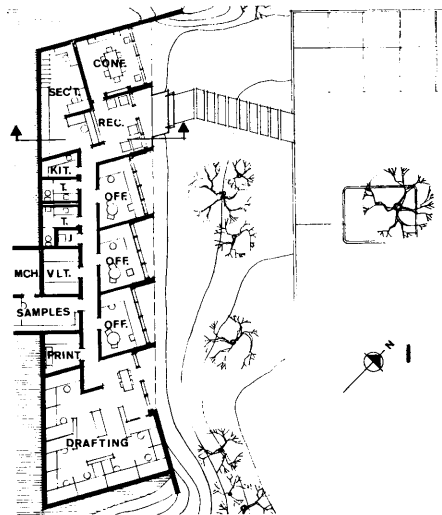 CONF.
SECT.
REC.
KIT.
T.
OFF.
T.
J.
OFF.
MCH. VLT.
SAMPLES
OFF.
PRINT
N
DRAFTING